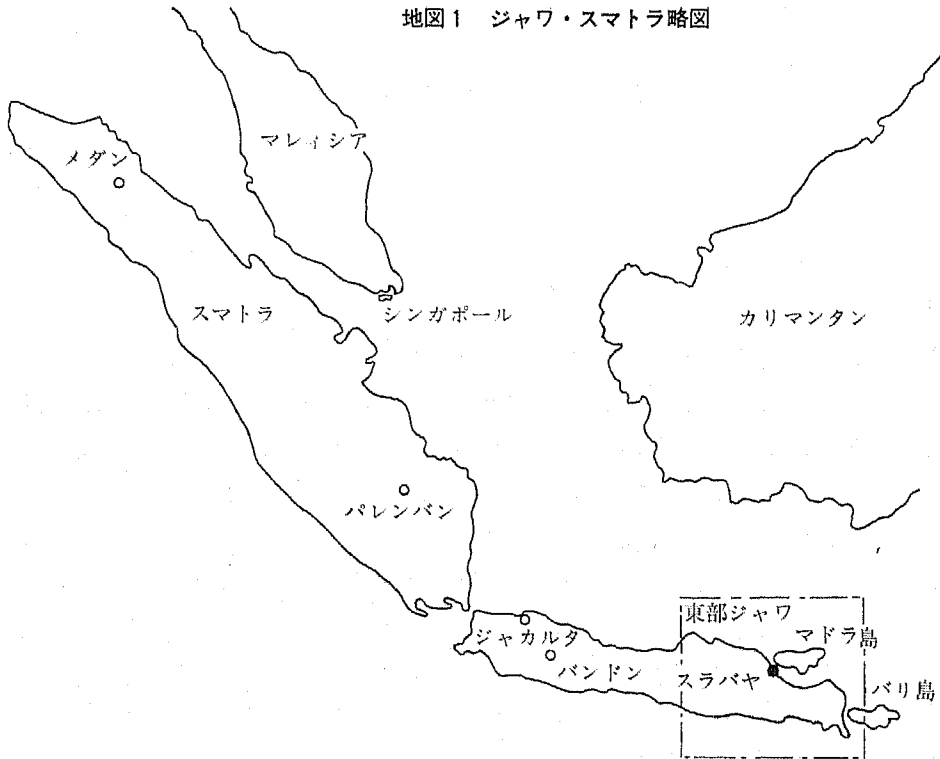 地図1 ジャワ・スマトラ略図
マレイシア
メダン
スマトラ
シンガポール
カリマンタン
パレンバン
東部ジャワ
マドラ島
ジャカルタ
バンドン
スラバヤ
バリ島